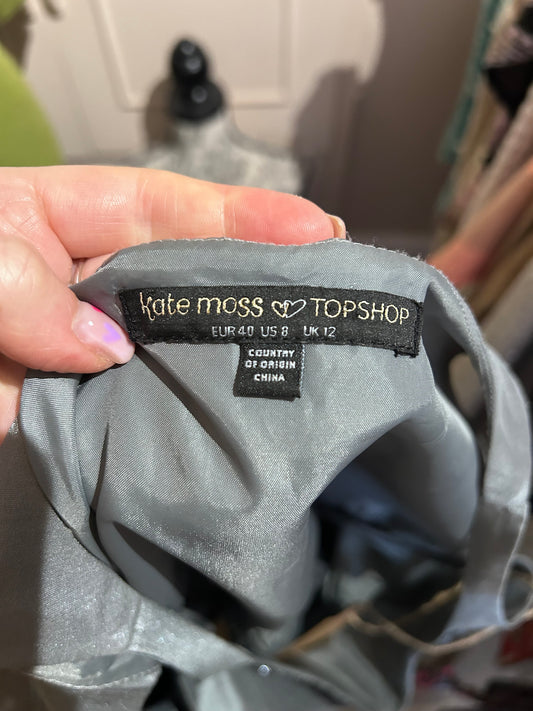 kate moss TOPSHOP
EUR 40 US 8 UK 12
COUNTRY
OF ORIGIN
CHINA